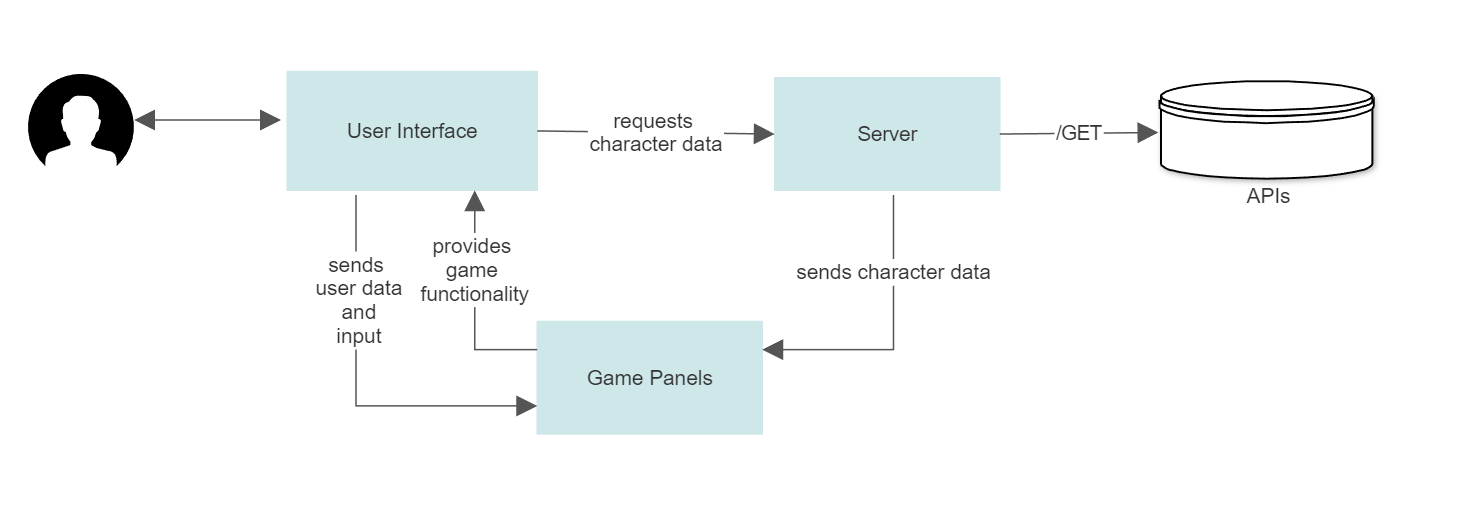 User Interface
requests
character data
Server
/GET
APIs
sends
user data
and
input
provides
game
functionality
sends character data
Game Panels